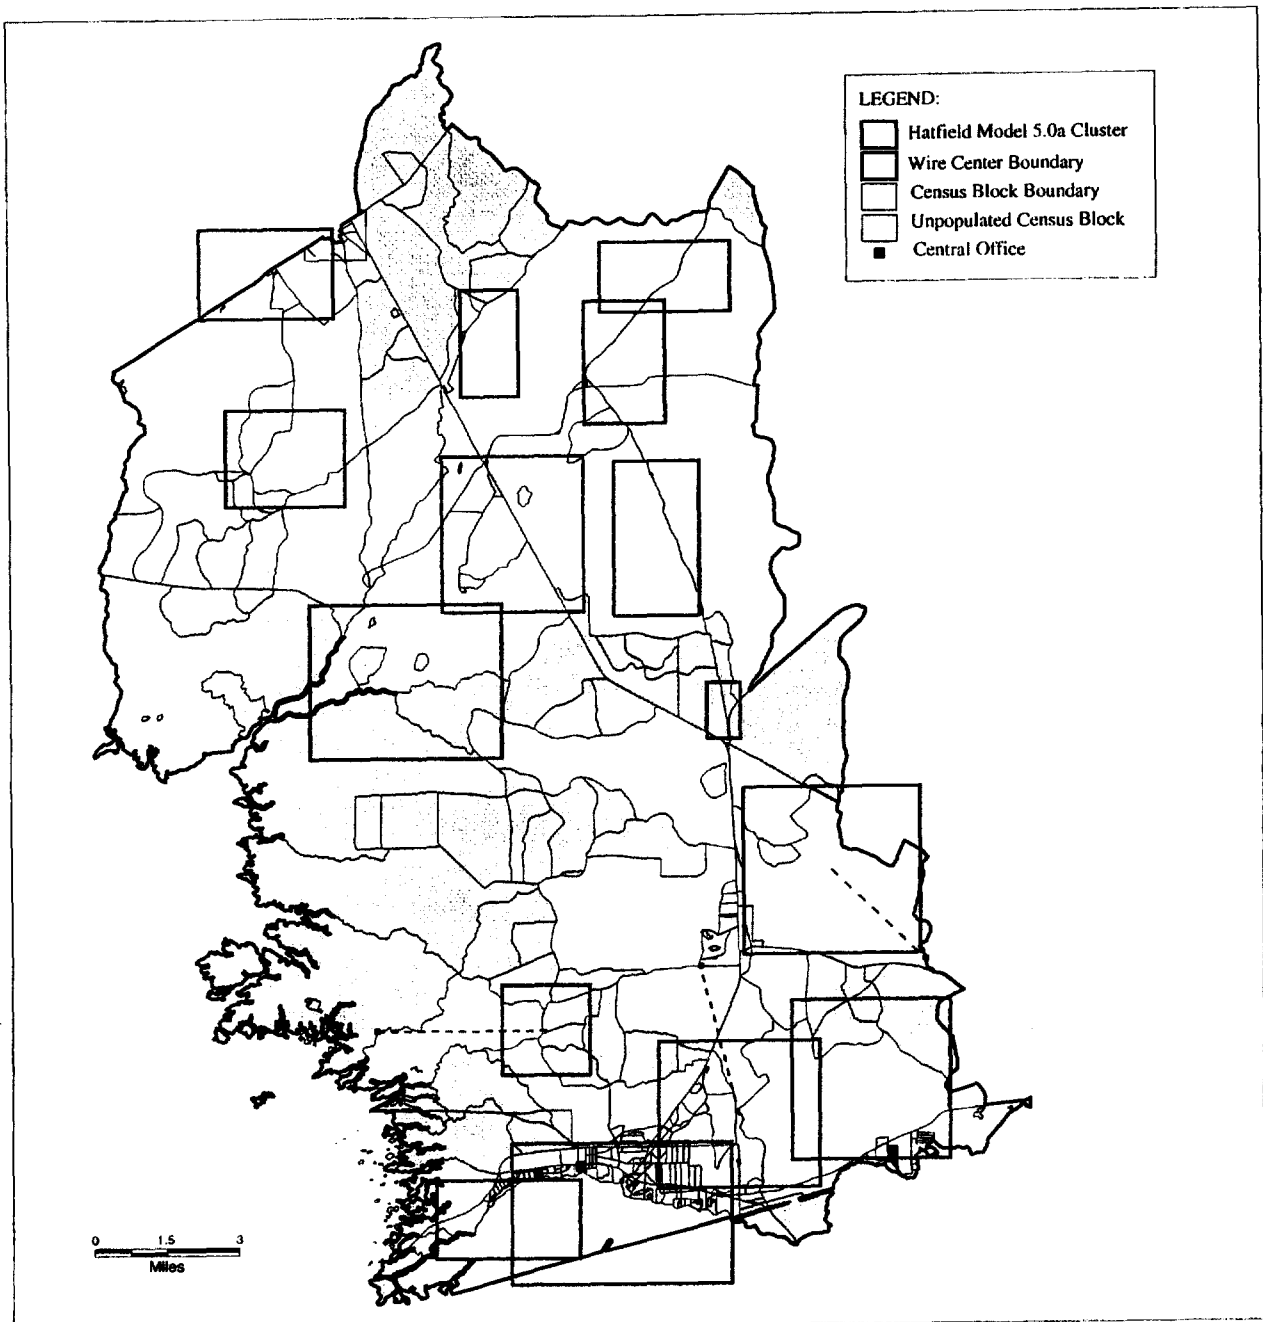 LEGEND:
Hatfield Model 5.0a Cluster
Wire Center Boundary
Census Block Boundary
Unpopulated Census Block
Central Office
0 1.5 3
Miles